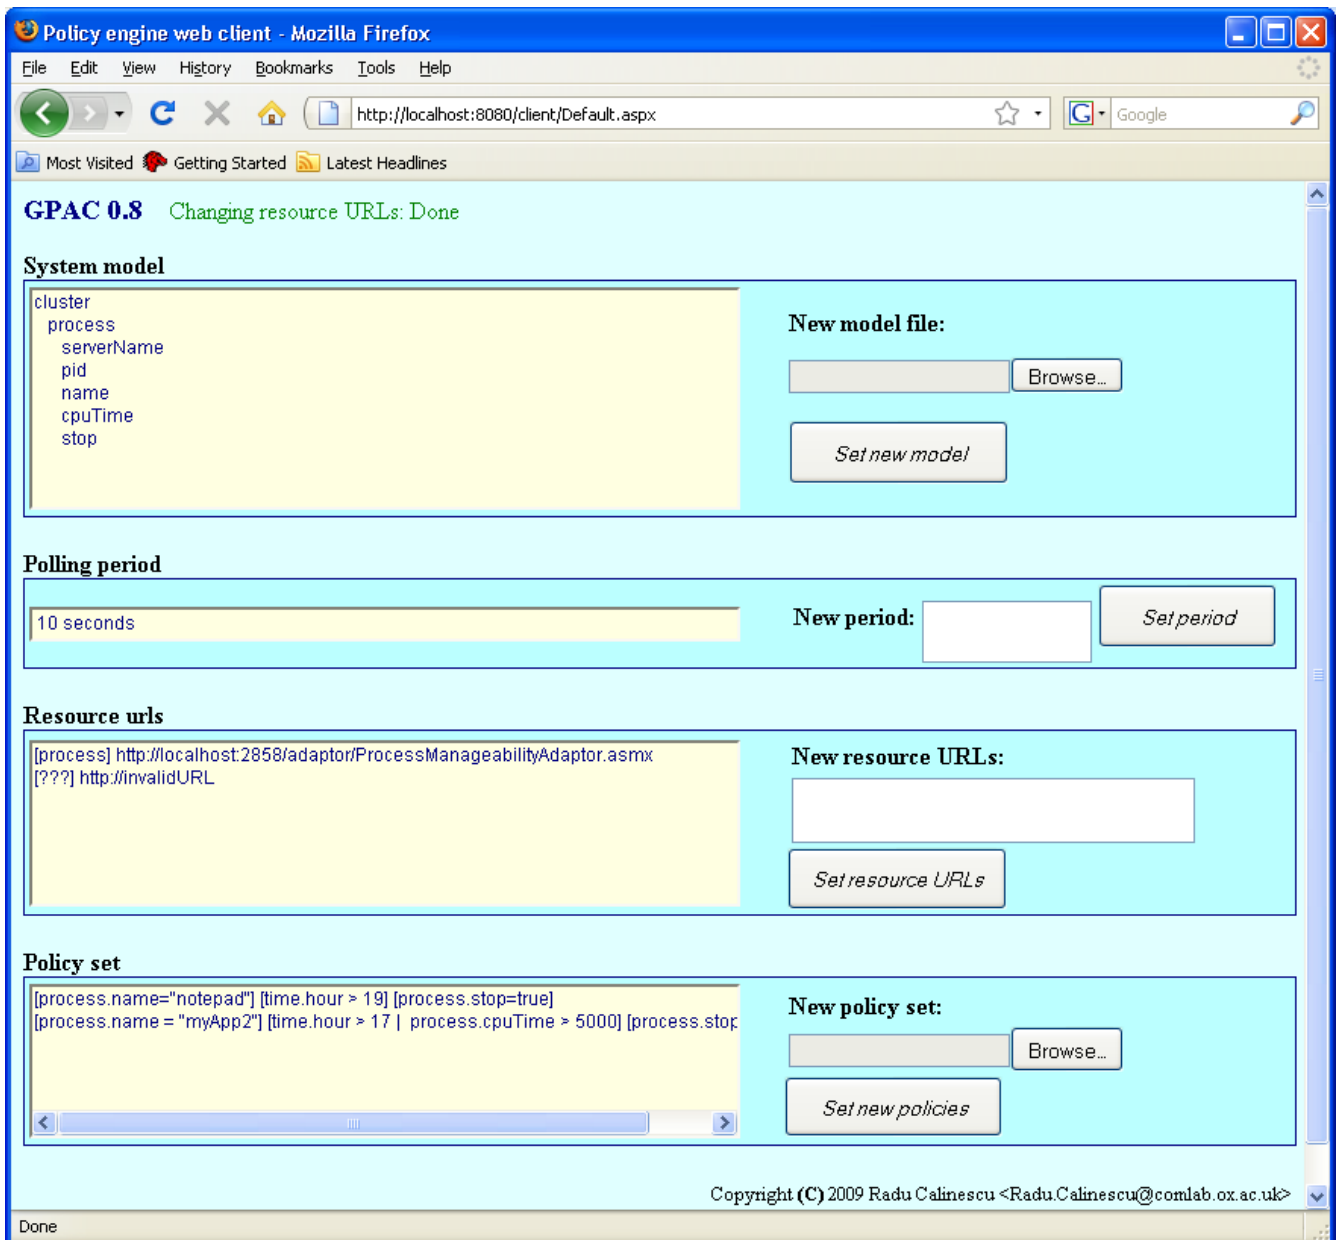 Policy engine web client - Mozilla Firefox
File Edit View History Bookmarks Tools Help
http://localhost:8080/client/Default.aspx G Google
Most Visited Getting Started Latest Headlines
GPAC 0.8 Changing resource URLs: Done
System model
cluster
process
serverName
pid
name
cpuTime
stop
New model file:
Browse...
Set new model
Polling period
10 seconds
New period:
Set period
Resource urls
[process] http://localhost:2858/adaptor/ProcessManageabilityAdaptor.asmx
[???] http://invalidURL
New resource URLs:
Set resource URLs
Policy set
[process.name="notepad"] [time.hour > 19] [process.stop=true]
[process.name = "myApp2"] [time.hour > 17 | process.cpuTime > 5000] [process.stop
New policy set:
Browse...
Set new policies
Copyright (C) 2009 Radu Calinescu <Radu.Calinescu@comlab.ox.ac.uk>
Done